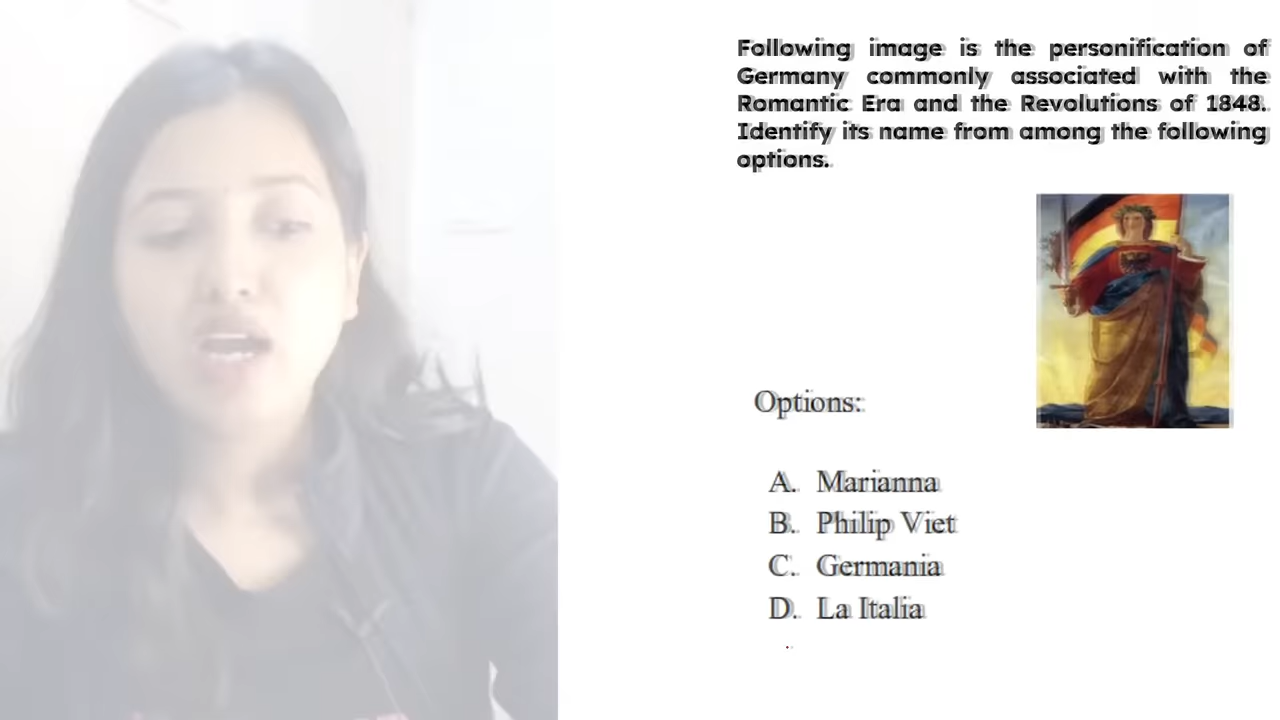 Following image is the personification of
Germany commonly associated with the
Romantic Era and the Revolutions of 1848.
Identify its name from among the following
options.
Options:
A. Marianna
B. Philip Viet
C. Germania
D. La Italia